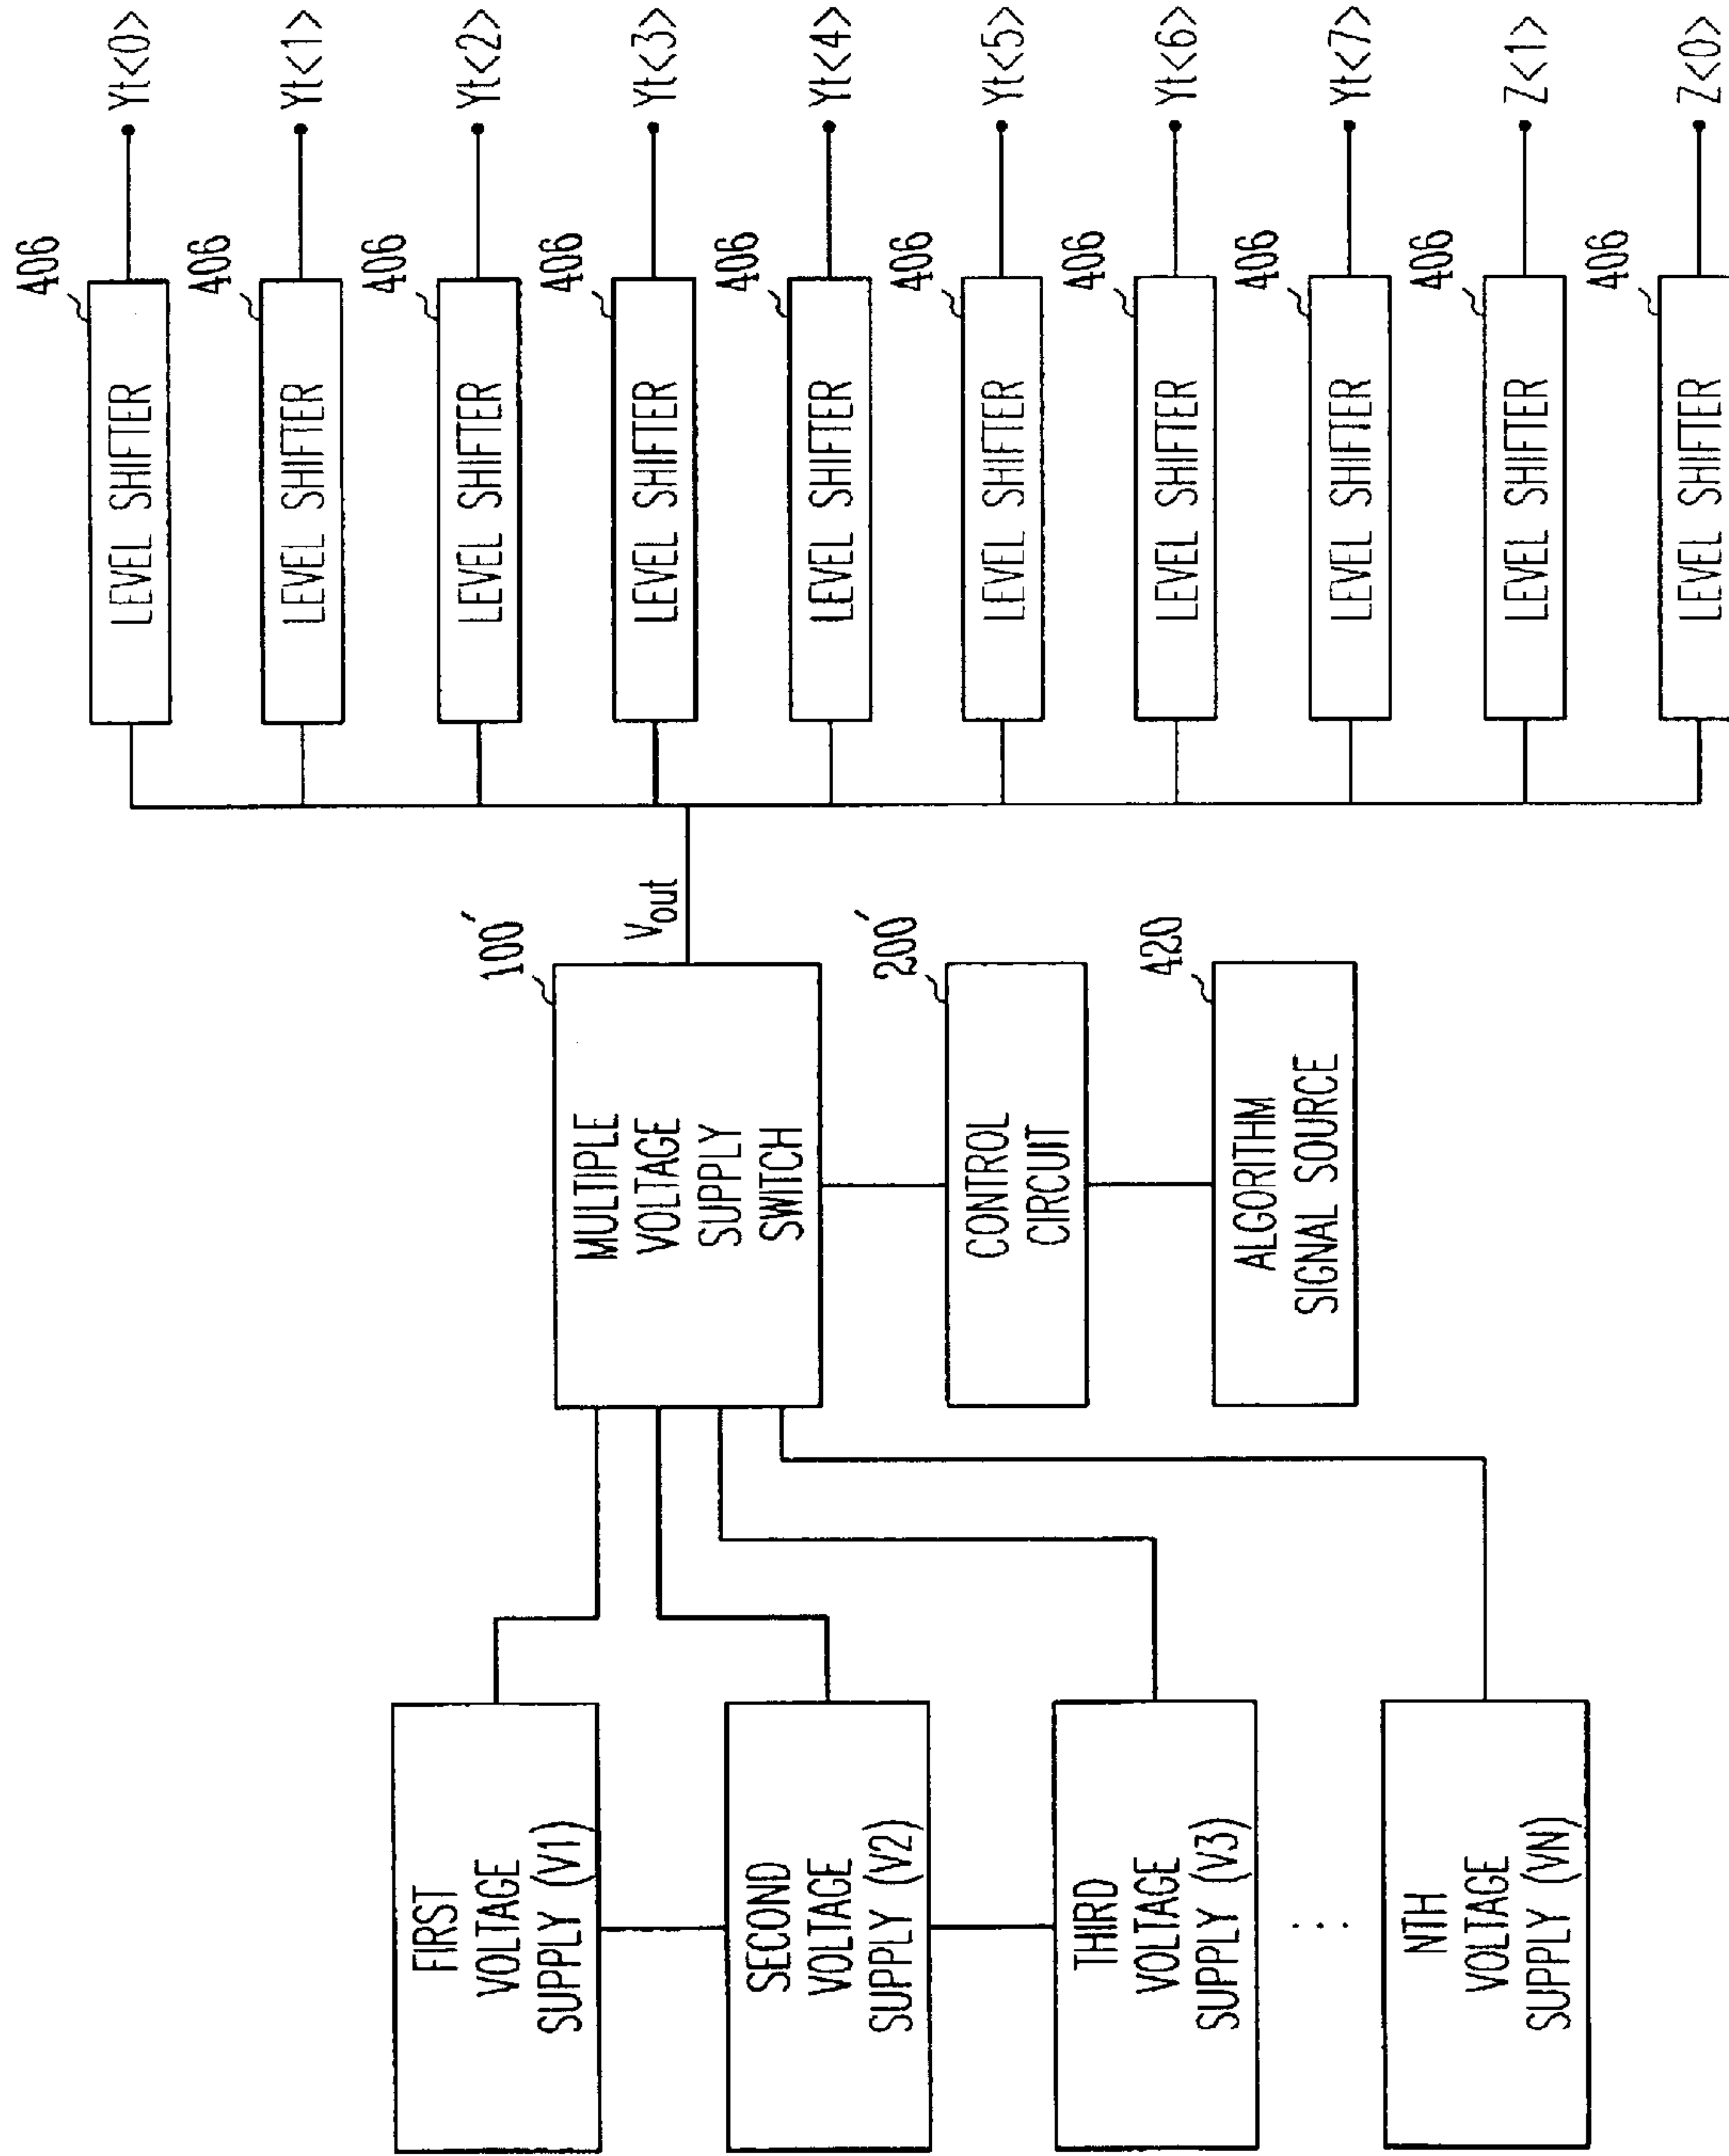 FIRST
VOLTAGE
SUPPLY (V1)
SECOND
VOLTAGE
SUPPLY (V2)
THIRD
VOLTAGE
SUPPLY (V3)
...
NTH
VOLTAGE
SUPPLY (VN)
100'
MULTIPLE
VOLTAGE
SUPPLY
SWITCH
Vout
200'
CONTROL
CIRCUIT
420
ALGORITHM
SIGNAL SOURCE
406
LEVEL SHIFTER
Yt<0>
406
LEVEL SHIFTER
Yt<1>
406
LEVEL SHIFTER
Yt<2>
406
LEVEL SHIFTER
Yt<3>
406
LEVEL SHIFTER
Yt<4>
406
LEVEL SHIFTER
Yt<5>
406
LEVEL SHIFTER
Yt<6>
406
LEVEL SHIFTER
Yt<7>
406
LEVEL SHIFTER
Z<1>
406
LEVEL SHIFTER
Z<0>